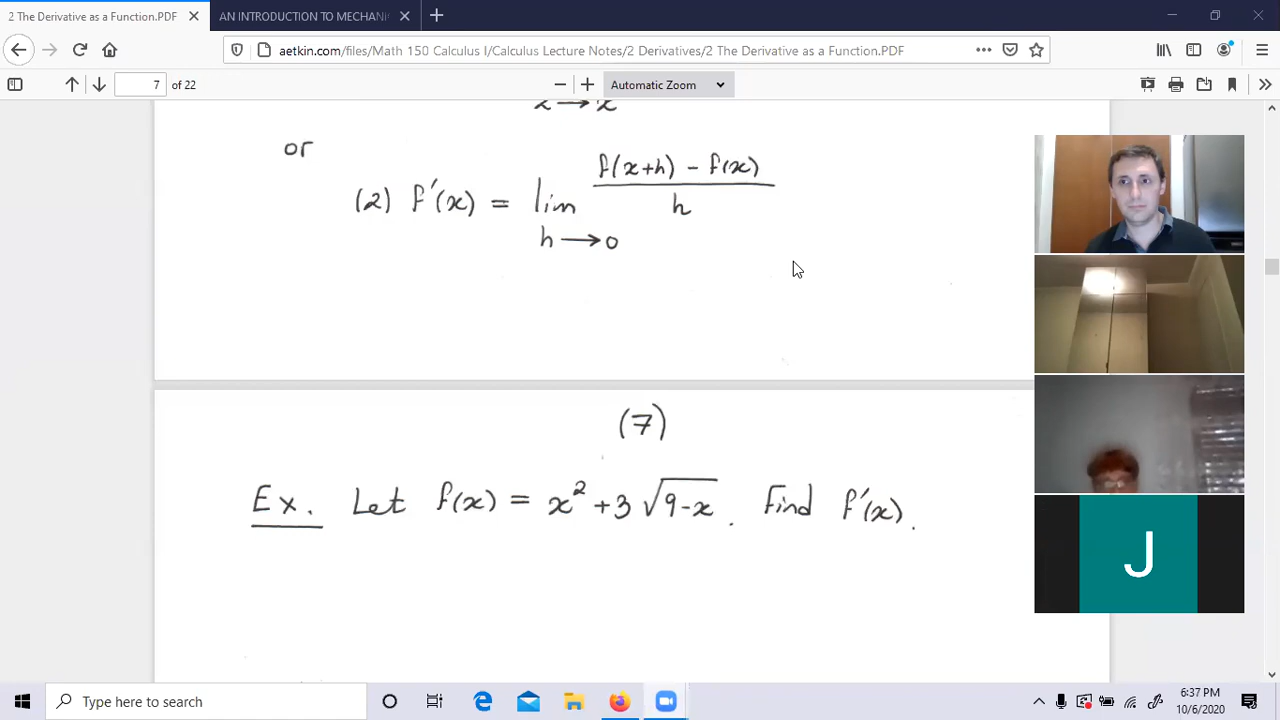 2 The Derivative as a Function.PDF
AN INTRODUCTION TO MECHANI
aetkin.com/files/Math 150 Calculus I/Calculus Lecture Notes/2 Derivatives/2 The Derivative as a Function.PDF
7 of 22
Automatic Zoom
z → x
or
(2) f'(x) = lim f(x+h) - f(x) / h
h → 0
(7)
Ex. Let f(x) = x² + 3 √9-x . Find f'(x).
J
Type here to search
6:37 PM
10/6/2020